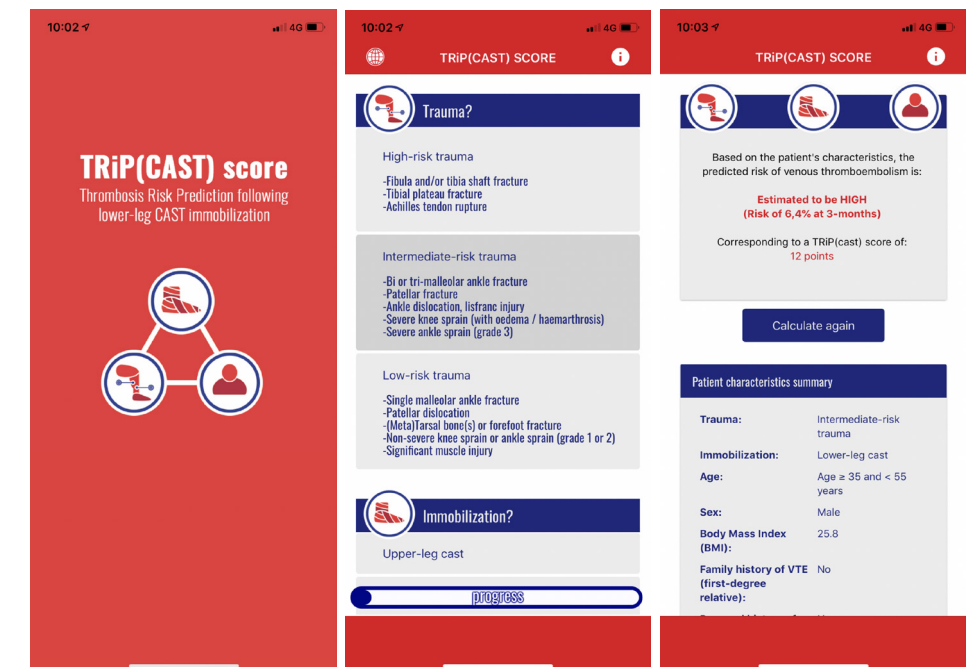 10:02
4G
TRiP(CAST) score
Thrombosis Risk Prediction following
lower-leg CAST immobilization
10:02
4G
TRiP(CAST) SCORE
i
Trauma?
High-risk trauma
-Fibula and/or tibia shaft fracture
-Tibial plateau fracture
-Achilles tendon rupture
Intermediate-risk trauma
-Bi or tri-malleolar ankle fracture
-Patellar fracture
-Ankle dislocation, lisfranc injury
-Severe knee sprain (with oedema / haemarthrosis)
-Severe ankle sprain (grade 3)
Low-risk trauma
-Single malleolar ankle fracture
-Patellar dislocation
-(Meta)Tarsal bone(s) or forefoot fracture
-Non-severe knee sprain or ankle sprain (grade 1 or 2)
-Significant muscle injury
Immobilization?
Upper-leg cast
progress
10:03
4G
TRiP(CAST) SCORE
i
Based on the patient's characteristics, the
predicted risk of venous thromboembolism is:
Estimated to be HIGH
(Risk of 6,4% at 3-months)
Corresponding to a TRiP(cast) score of:
12 points
Calculate again
Patient characteristics summary
Trauma: Intermediate-risk
trauma
Immobilization: Lower-leg cast
Age: Age ≥ 35 and < 55
years
Sex: Male
Body Mass Index 25.8
(BMI):
Family history of VTE No
(first-degree
relative):